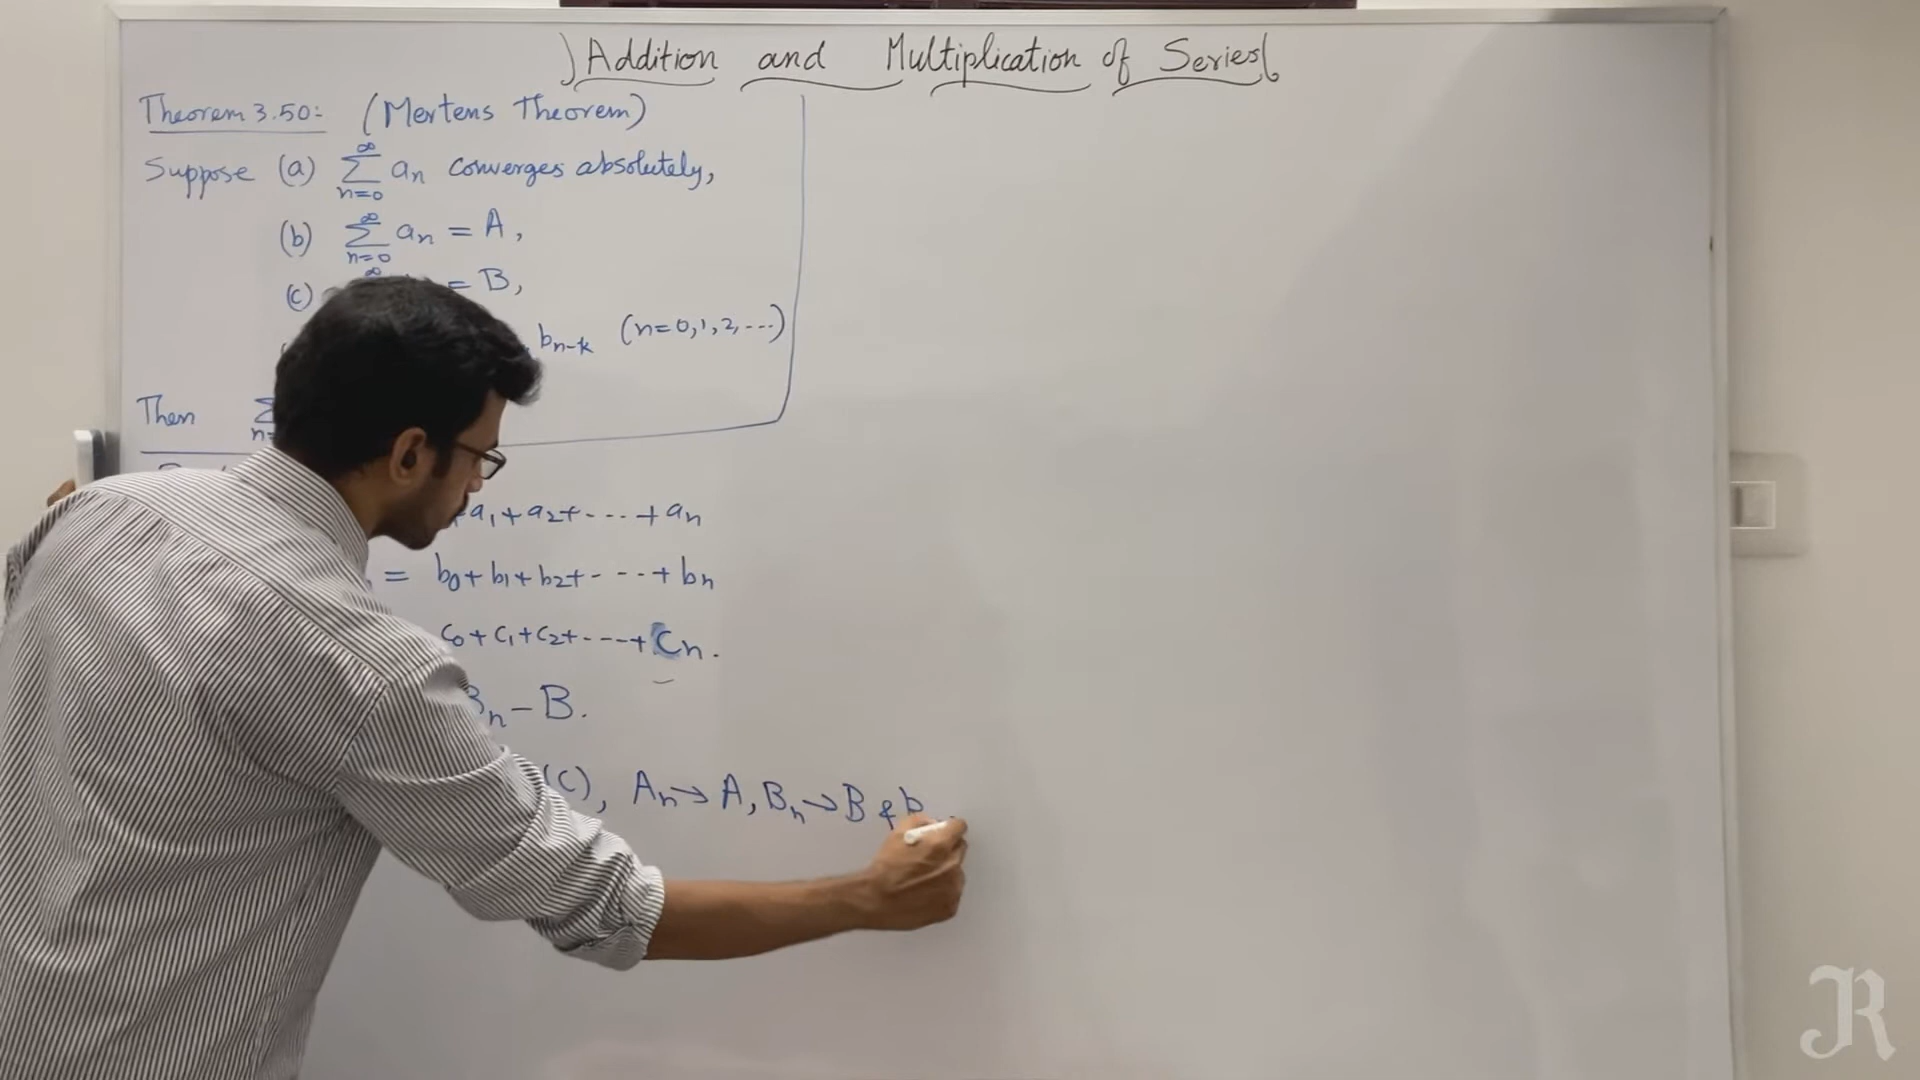 Addition and Multiplication of Series
Theorem 3.50:- (Mertens Theorem)
Suppose (a) ∞∑n=0 an converges absolutely,
(b) ∞∑n=0 an = A,
(c) ∞ = B,
bn-k (n=0,1,2,---)
Then ∑ n=
+ a1 + a2 + ---- + an
= b0 + b1 + b2 + ---- + bn
c0 + c1 + c2 + ---- + Cn.
Bn - B.
(C), An → A, Bn → B & b
R